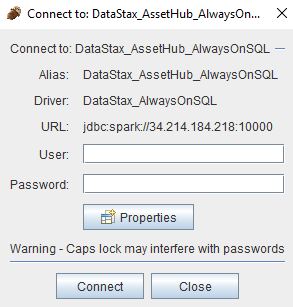 Connect to: DataStax_AssetHub_AlwaysOn...
Connect to: DataStax_AssetHub_AlwaysOnSQL
Alias: DataStax_AssetHub_AlwaysOnSQL
Driver: DataStax_AlwaysOnSQL
URL: jdbc:spark://34.214.184.218:10000
User:
Password:
Properties
Warning - Caps lock may interfere with passwords
Connect Close